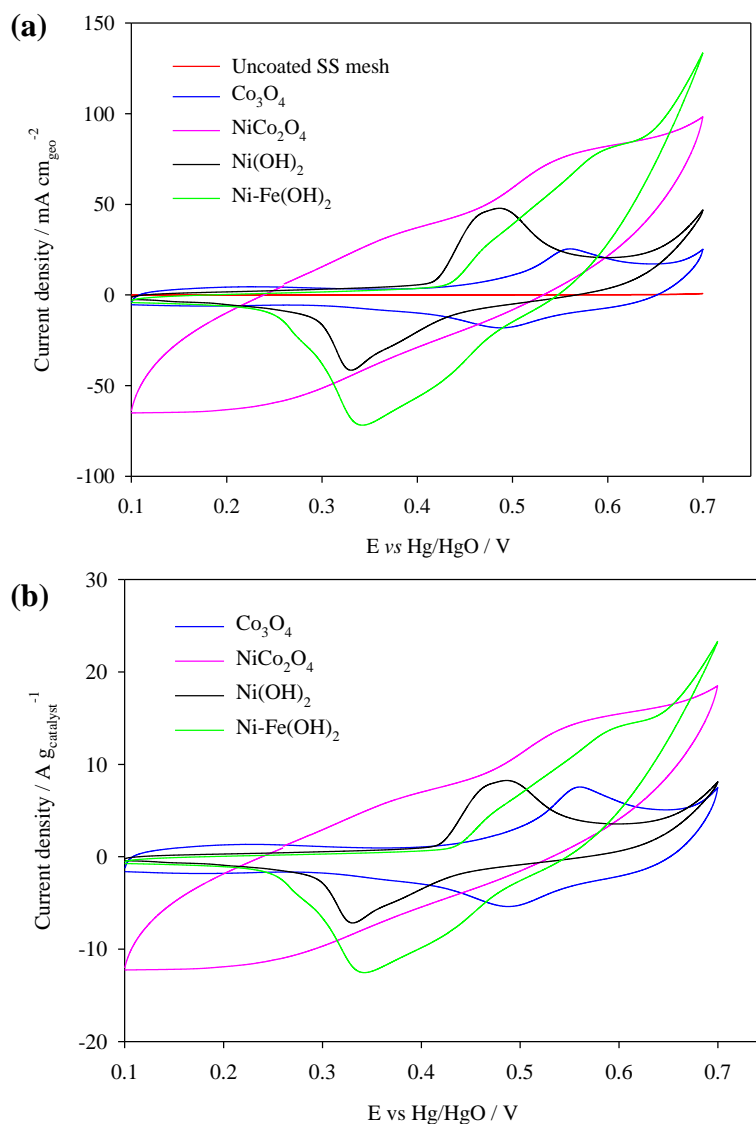 (a)
150
100
50
0
-50
-100
Current density / mA cm_geo^-2
Uncoated SS mesh
Co₃O₄
NiCo₂O₄
Ni(OH)₂
Ni-Fe(OH)₂
0.1 0.2 0.3 0.4 0.5 0.6 0.7
E vs Hg/HgO / V
(b)
30
20
10
0
-10
-20
Current density / A g_catalyst^-1
Co₃O₄
NiCo₂O₄
Ni(OH)₂
Ni-Fe(OH)₂
0.1 0.2 0.3 0.4 0.5 0.6 0.7
E vs Hg/HgO / V